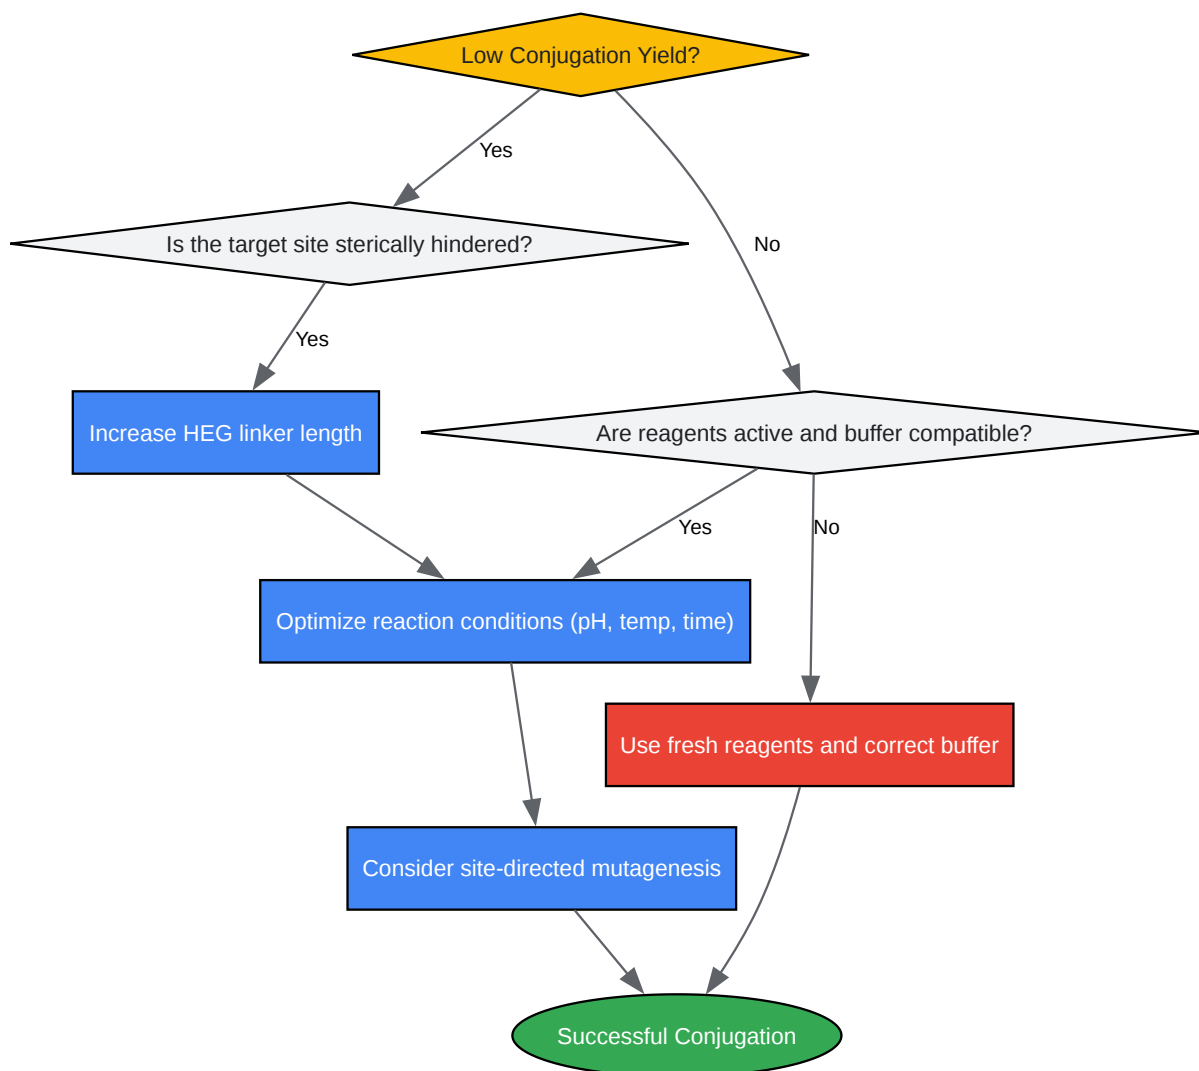 Low Conjugation Yield?
Yes
Is the target site sterically hindered?
No
Yes
Increase HEG linker length
Are reagents active and buffer compatible?
Yes
No
Optimize reaction conditions (pH, temp, time)
Use fresh reagents and correct buffer
Consider site-directed mutagenesis
Successful Conjugation